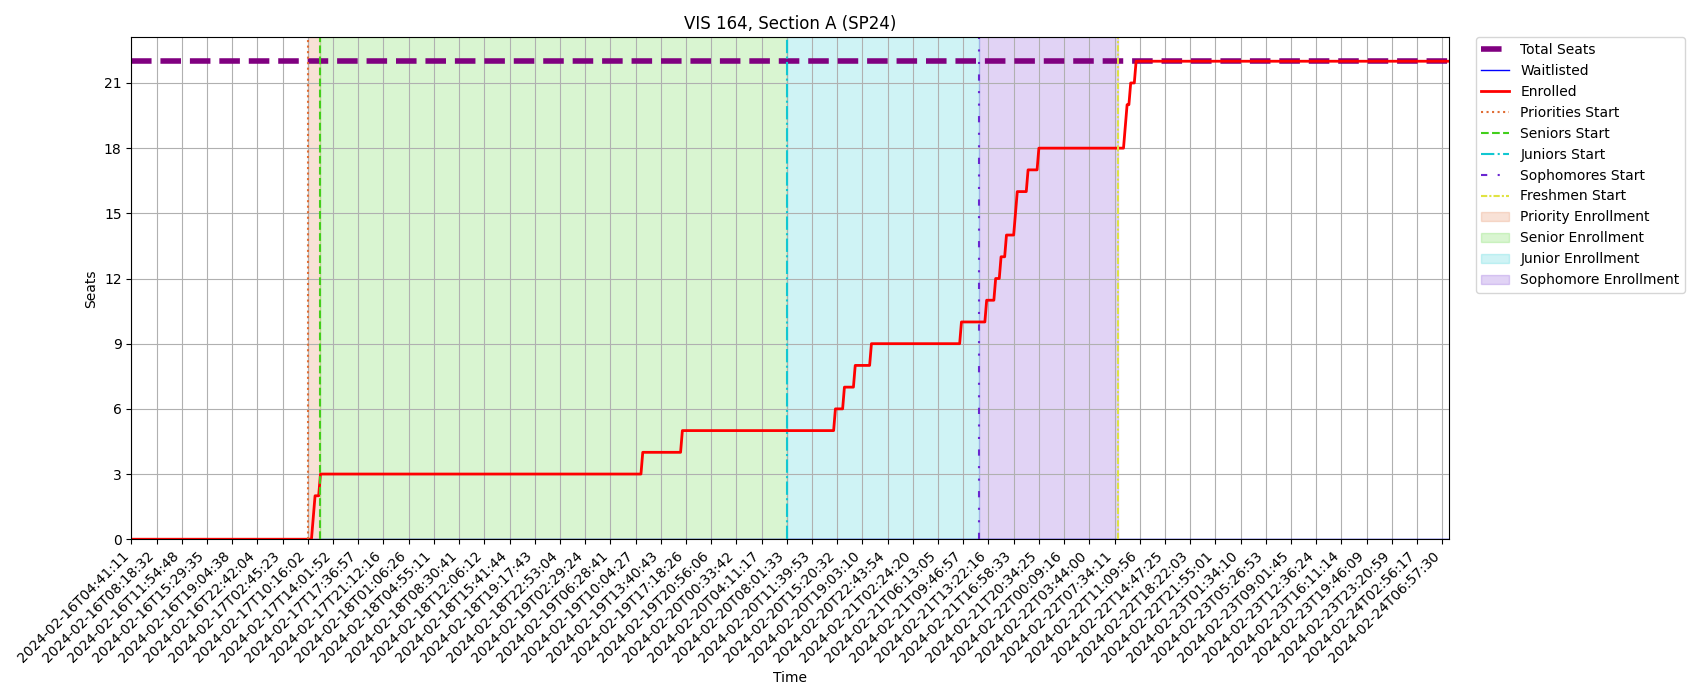 VIS 164, Section A (SP24)
Seats
21
18
15
12
9
6
3
0
2024-02-16T04:41:11
2024-02-16T08:18:32
2024-02-16T11:54:48
2024-02-16T15:29:35
2024-02-16T19:04:38
2024-02-16T22:42:04
2024-02-17T02:45:23
2024-02-17T10:16:02
2024-02-17T14:01:52
2024-02-17T17:36:57
2024-02-17T21:12:16
2024-02-18T01:06:26
2024-02-18T04:55:11
2024-02-18T08:30:41
2024-02-18T12:06:12
2024-02-18T15:41:44
2024-02-18T19:17:43
2024-02-18T22:53:04
2024-02-19T02:29:24
2024-02-19T06:28:41
2024-02-19T10:04:27
2024-02-19T13:40:43
2024-02-19T17:18:26
2024-02-19T20:56:06
2024-02-20T00:33:42
2024-02-20T04:11:17
2024-02-20T08:01:33
2024-02-20T11:39:53
2024-02-20T15:20:32
2024-02-20T19:03:10
2024-02-20T22:43:54
2024-02-21T02:24:20
2024-02-21T06:13:05
2024-02-21T09:46:57
2024-02-21T13:22:16
2024-02-21T16:58:33
2024-02-21T20:34:25
2024-02-22T00:09:16
2024-02-22T03:44:00
2024-02-22T07:34:11
2024-02-22T11:09:56
2024-02-22T14:47:25
2024-02-22T18:22:03
2024-02-22T21:55:01
2024-02-23T01:34:10
2024-02-23T05:26:53
2024-02-23T09:01:45
2024-02-23T12:36:24
2024-02-23T16:11:14
2024-02-23T19:46:09
2024-02-23T23:20:59
2024-02-24T02:56:17
2024-02-24T06:57:30
Time
Total Seats
Waitlisted
Enrolled
Priorities Start
Seniors Start
Juniors Start
Sophomores Start
Freshmen Start
Priority Enrollment
Senior Enrollment
Junior Enrollment
Sophomore Enrollment